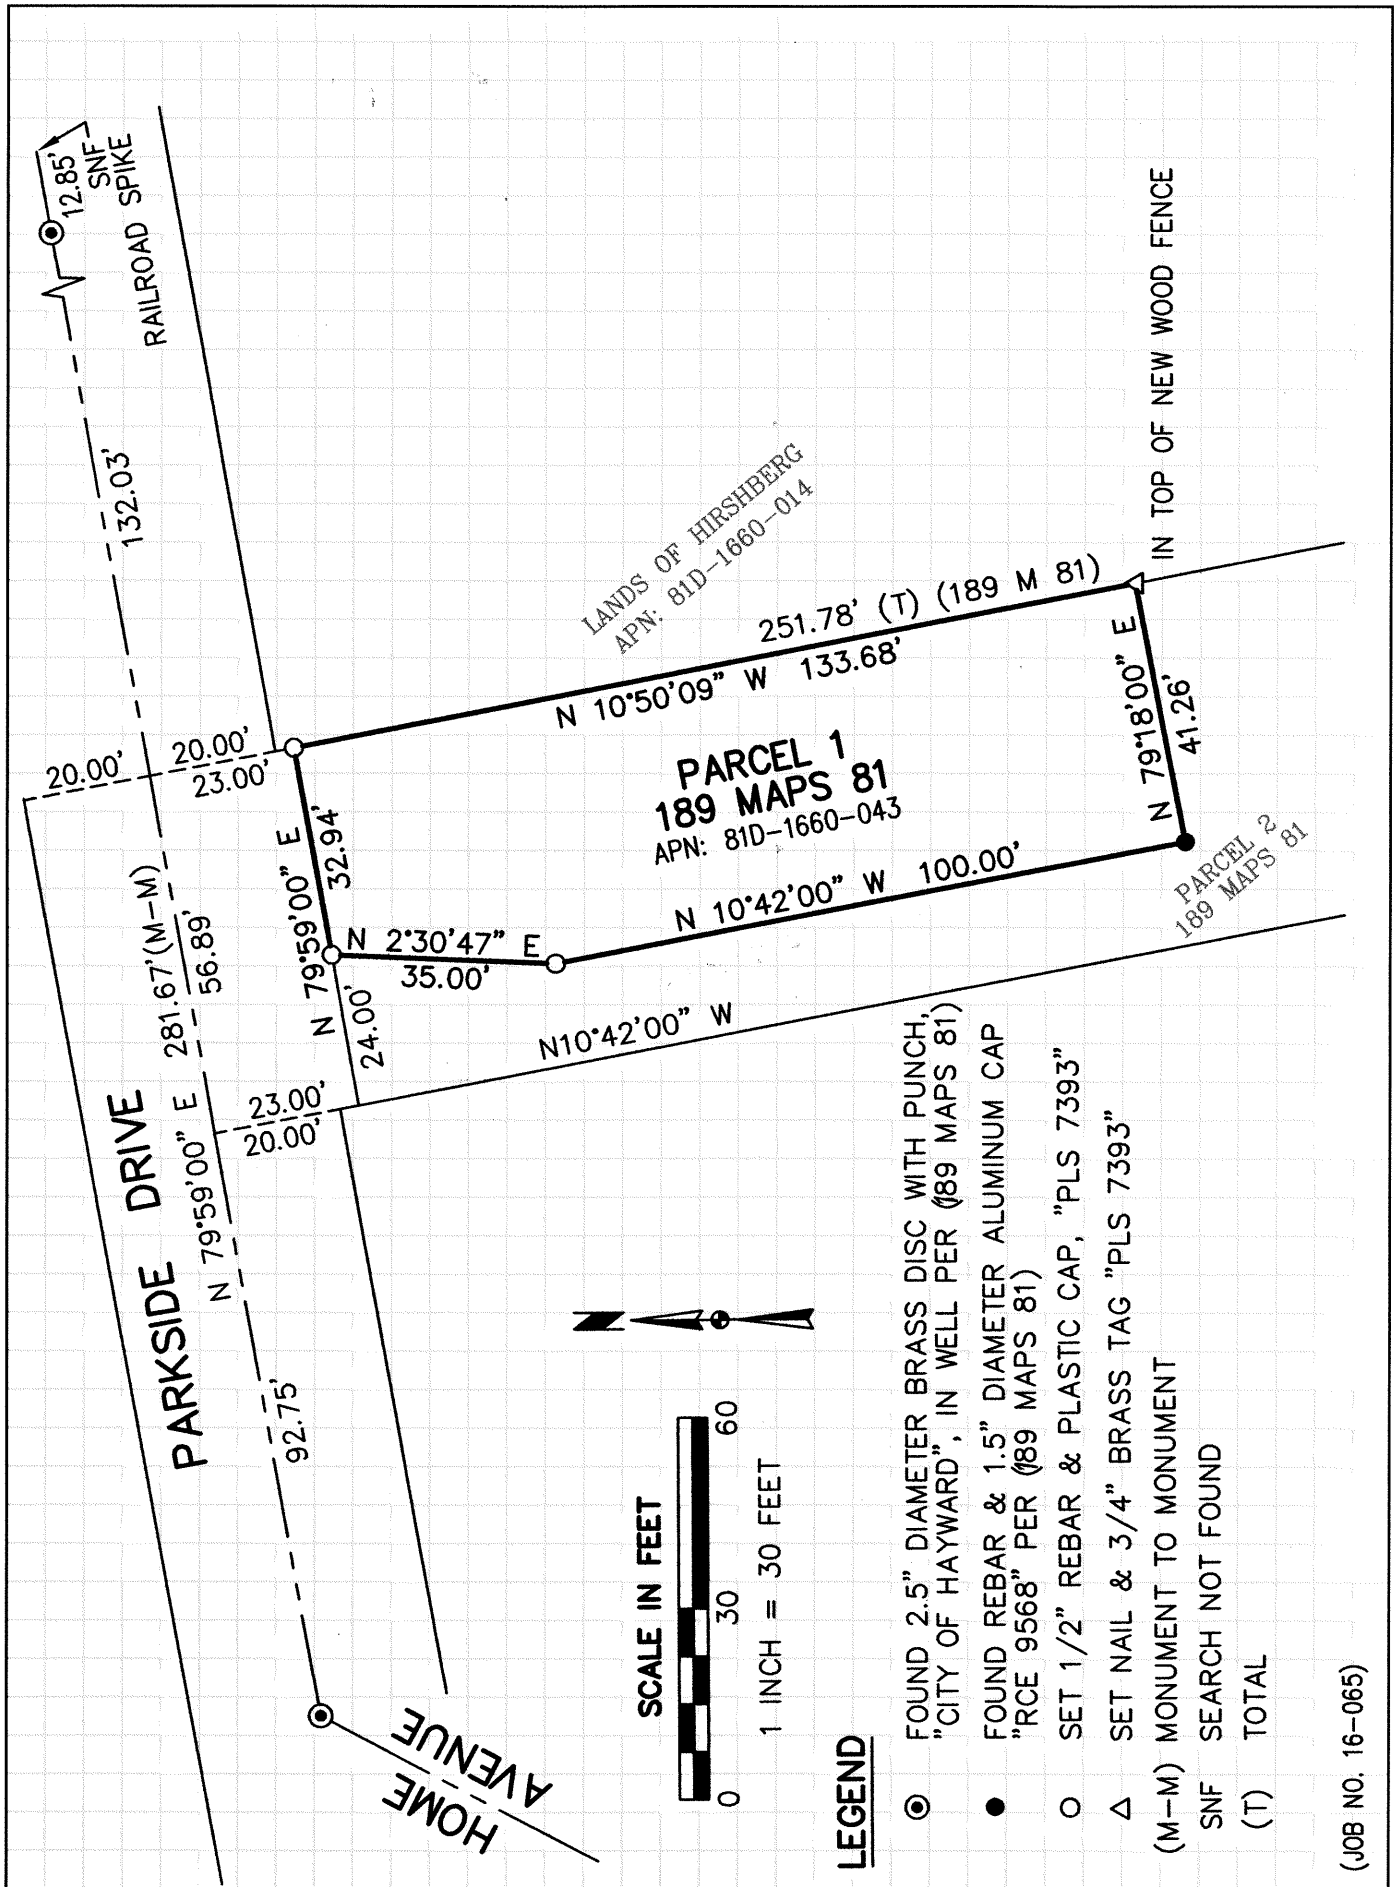 PARKSIDE DRIVE
N 79°59'00" E 281.67'(M-M)
92.75'
56.89'
132.03'
12.85'
SNF
RAILROAD SPIKE
20.00'
20.00'
23.00'
23.00'
20.00'
HOME
AVENUE
N 79°59'00" E
24.00'
32.94'
N 2°30'47" E
35.00'
N10°42'00" W
N 10°42'00" W 100.00'
PARCEL 1
189 MAPS 81
APN: 81D-1660-043
N 10°50'09" W 133.68'
251.78' (T) (189 M 81)
LANDS OF HIRSHBERG
APN: 81D-1660-014
N 79°18'00" E
41.26'
IN TOP OF NEW WOOD FENCE
PARCEL 2
189 MAPS 81
SCALE IN FEET
0 30 60
1 INCH = 30 FEET
N
LEGEND
FOUND 2.5" DIAMETER BRASS DISC WITH PUNCH,
"CITY OF HAYWARD", IN WELL PER (189 MAPS 81)
FOUND REBAR & 1.5" DIAMETER ALUMINUM CAP
"RCE 9568" PER (189 MAPS 81)
SET 1/2" REBAR & PLASTIC CAP, "PLS 7393"
SET NAIL & 3/4" BRASS TAG "PLS 7393"
(M-M) MONUMENT TO MONUMENT
SNF SEARCH NOT FOUND
(T) TOTAL
(JOB NO. 16-065)